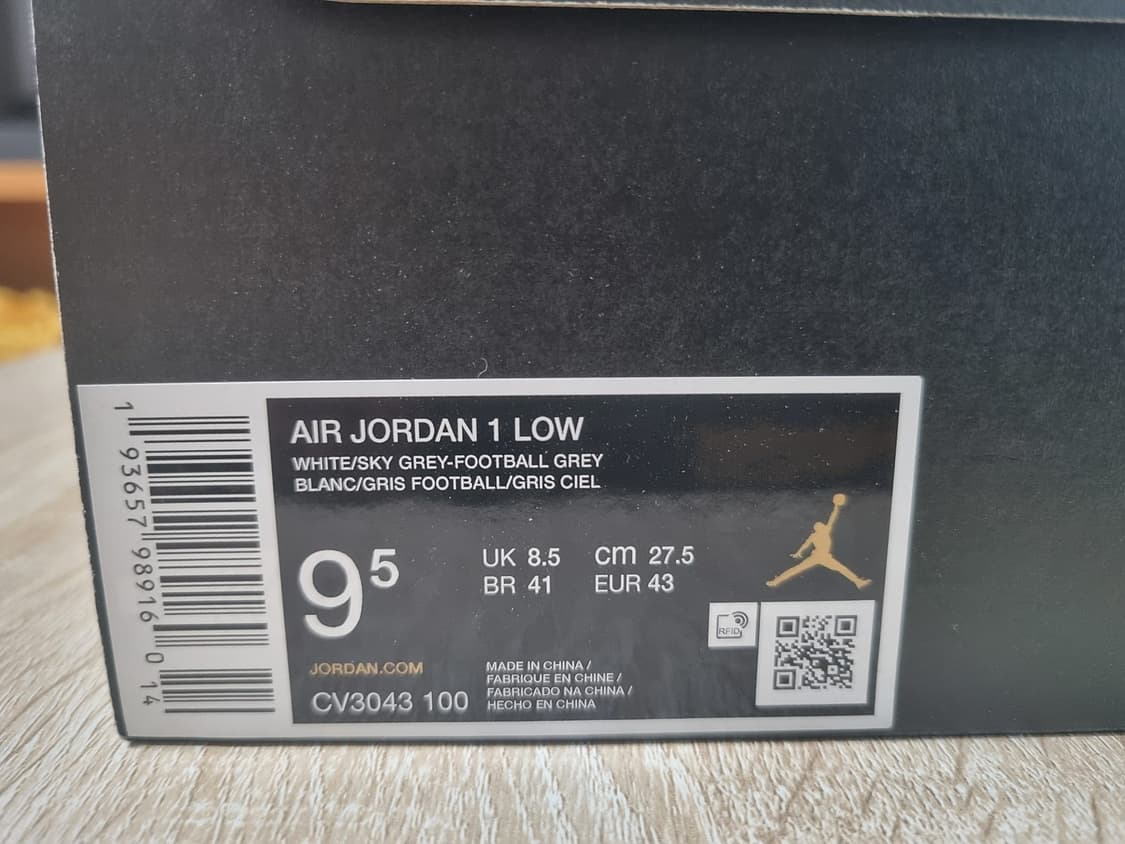 AIR JORDAN 1 LOW
WHITE/SKY GREY-FOOTBALL GREY
BLANC/GRIS FOOTBALL/GRIS CIEL
9⁵
UK 8.5 cm 27.5
BR 41 EUR 43
RFID
JORDAN.COM
CV3043 100
MADE IN CHINA /
FABRIQUE EN CHINE /
FABRICADO NA CHINA /
HECHO EN CHINA
1 93657 98916 0 14